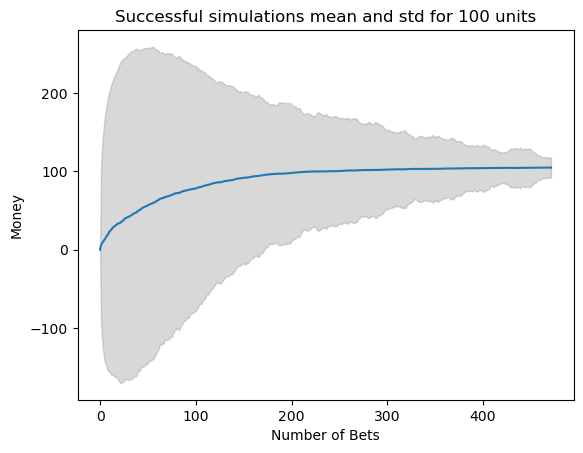 Successful simulations mean and std for 100 units
Money
200
100
0
−100
0 100 200 300 400
Number of Bets